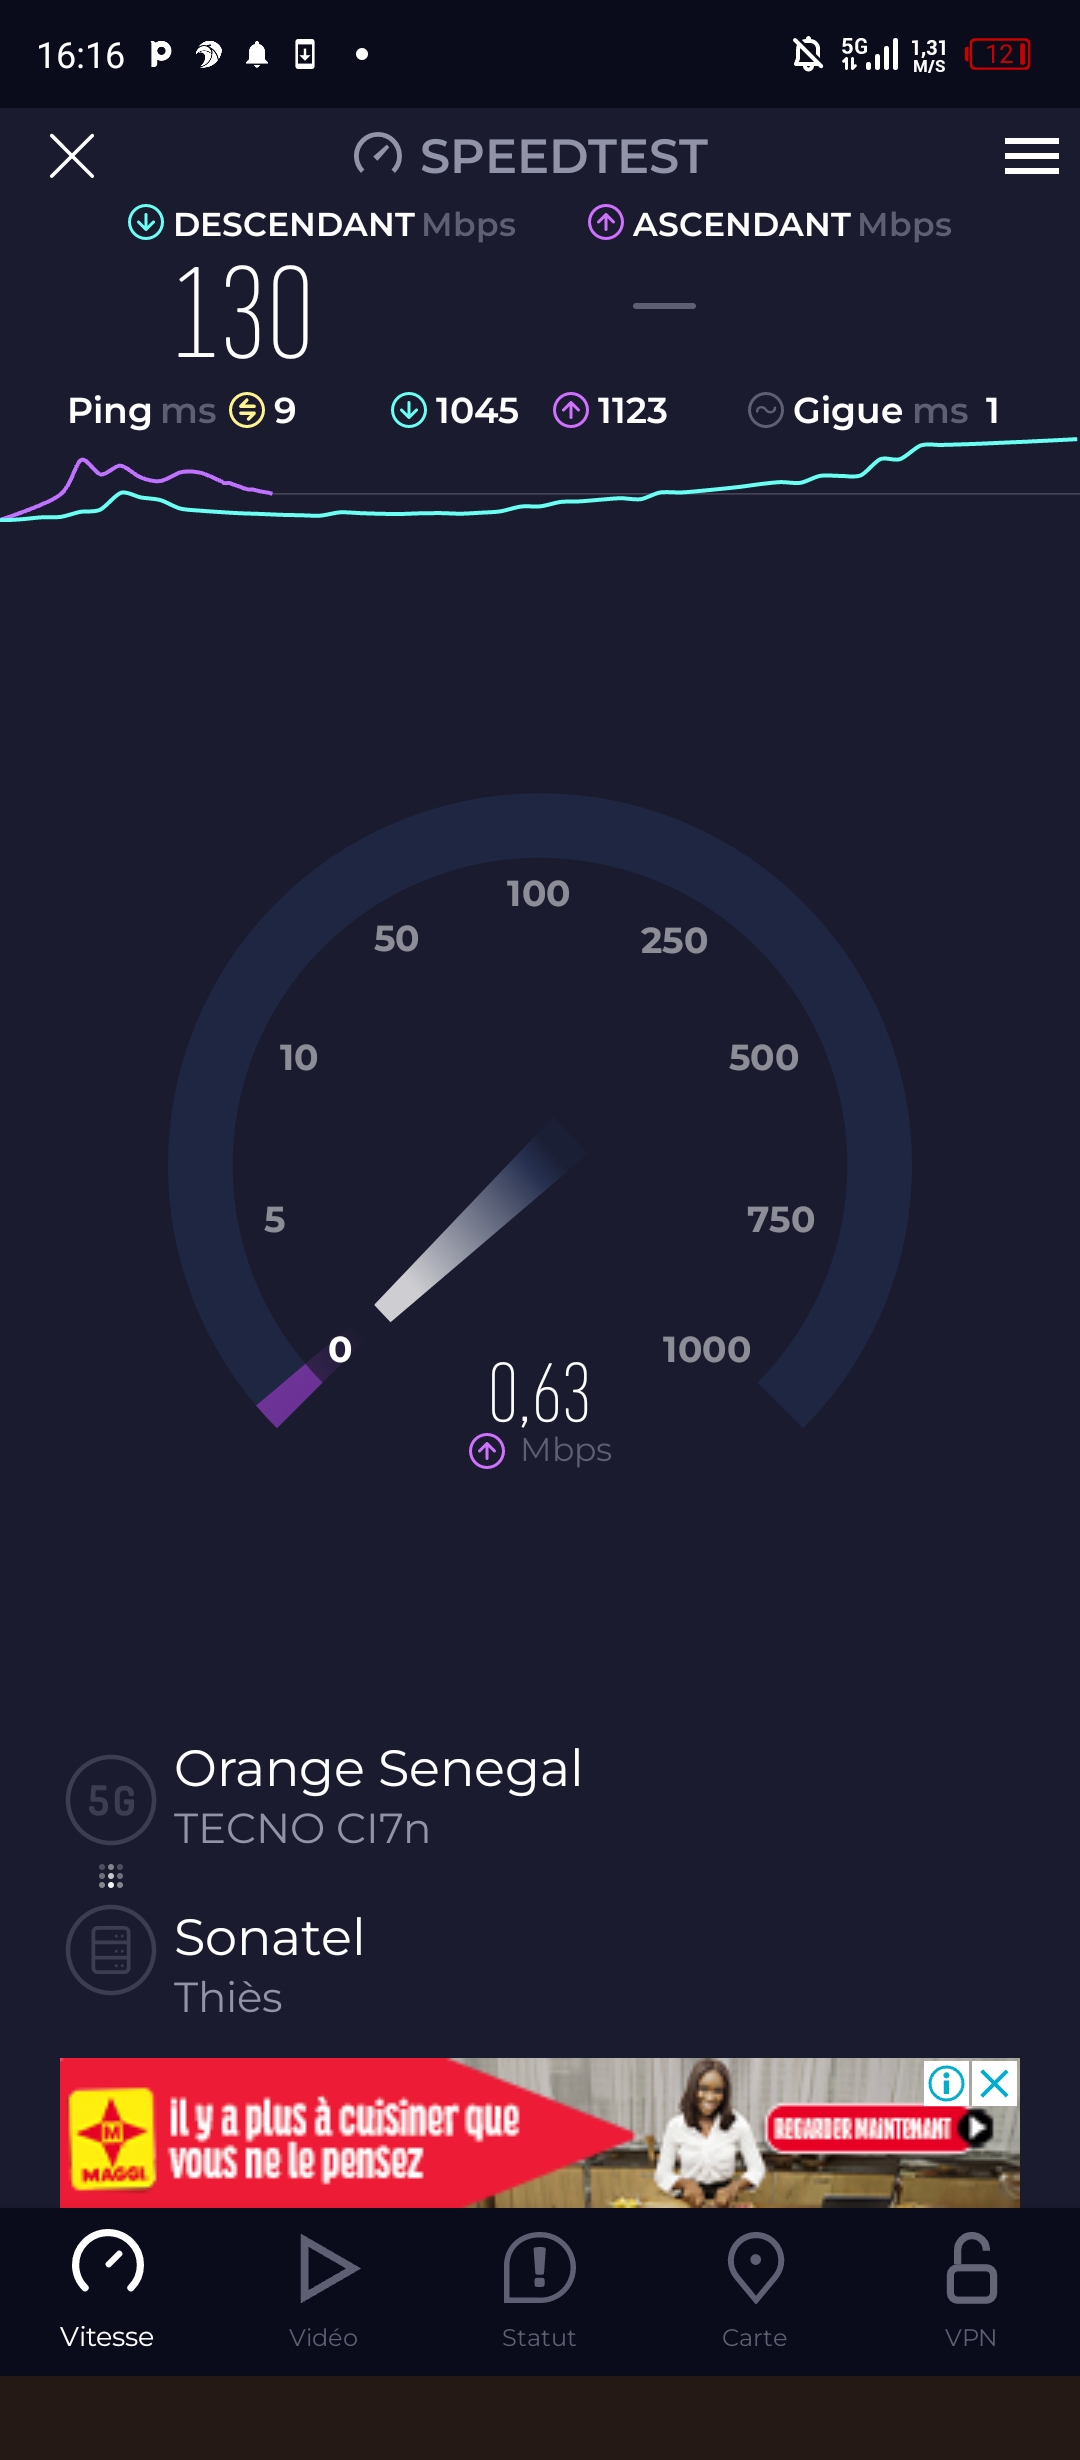 16:16 5G 1,31 M/S 12
SPEEDTEST
DESCENDANT Mbps ASCENDANT Mbps
130 —
Ping ms 9 1045 1123 Gigue ms 1
100
50 250
10 500
5 750
0 1000
0,63
Mbps
5G Orange Senegal
TECNO CI7n
Sonatel
Thiès
MAGGI
il y a plus à cuisiner que
vous ne le pensez
REGARDER MAINTENANT
Vitesse Vidéo Statut Carte VPN